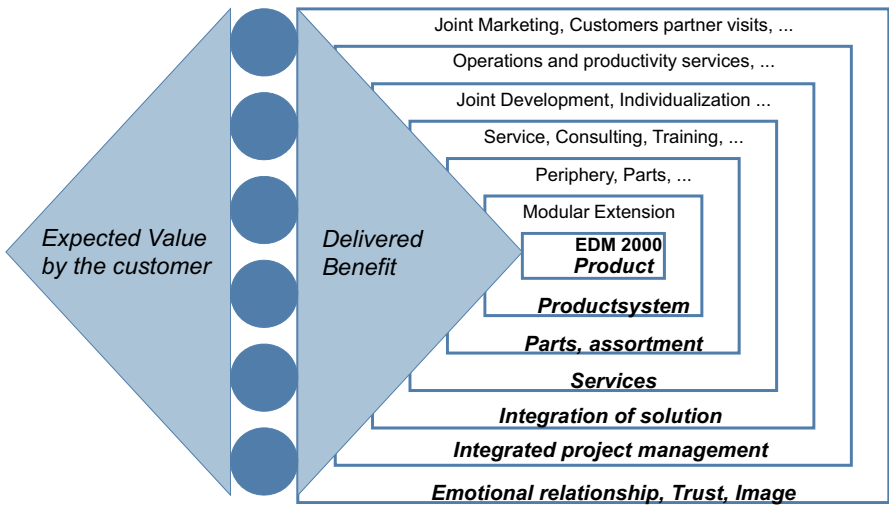 Joint Marketing, Customers partner visits, ...
Operations and productivity services, ...
Joint Development, Individualization ...
Service, Consulting, Training, ...
Periphery, Parts, ...
Modular Extension
Expected Value
by the customer
Delivered
Benefit
EDM 2000
Product
Productsystem
Parts, assortment
Services
Integration of solution
Integrated project management
Emotional relationship, Trust, Image